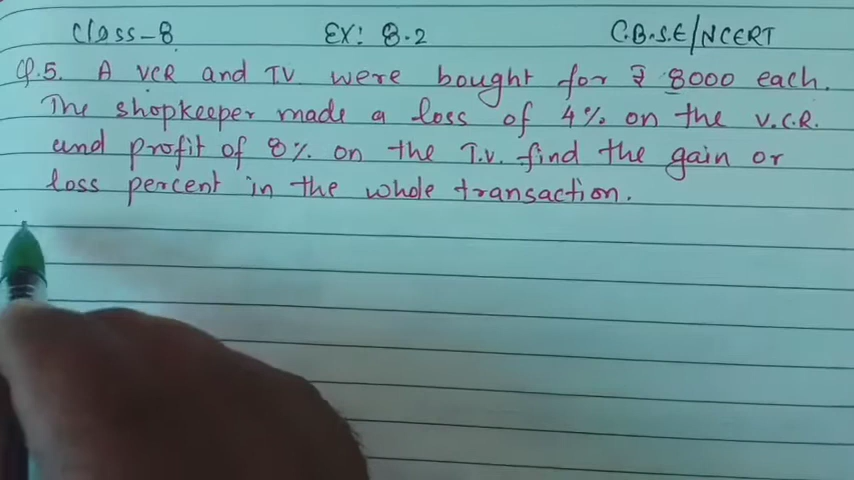 Class-8 EX: 8.2 C.B.S.E/NCERT
Q.5. A VCR and TV were bought for ₹ 8000 each.
The shopkeeper made a loss of 4% on the V.C.R.
and profit of 8% on the T.V. find the gain or
loss percent in the whole transaction.